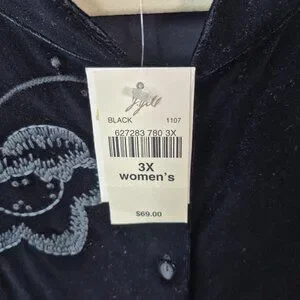 J.Jill
BLACK 1107
627283 780 3X
3X
women's
$69.00